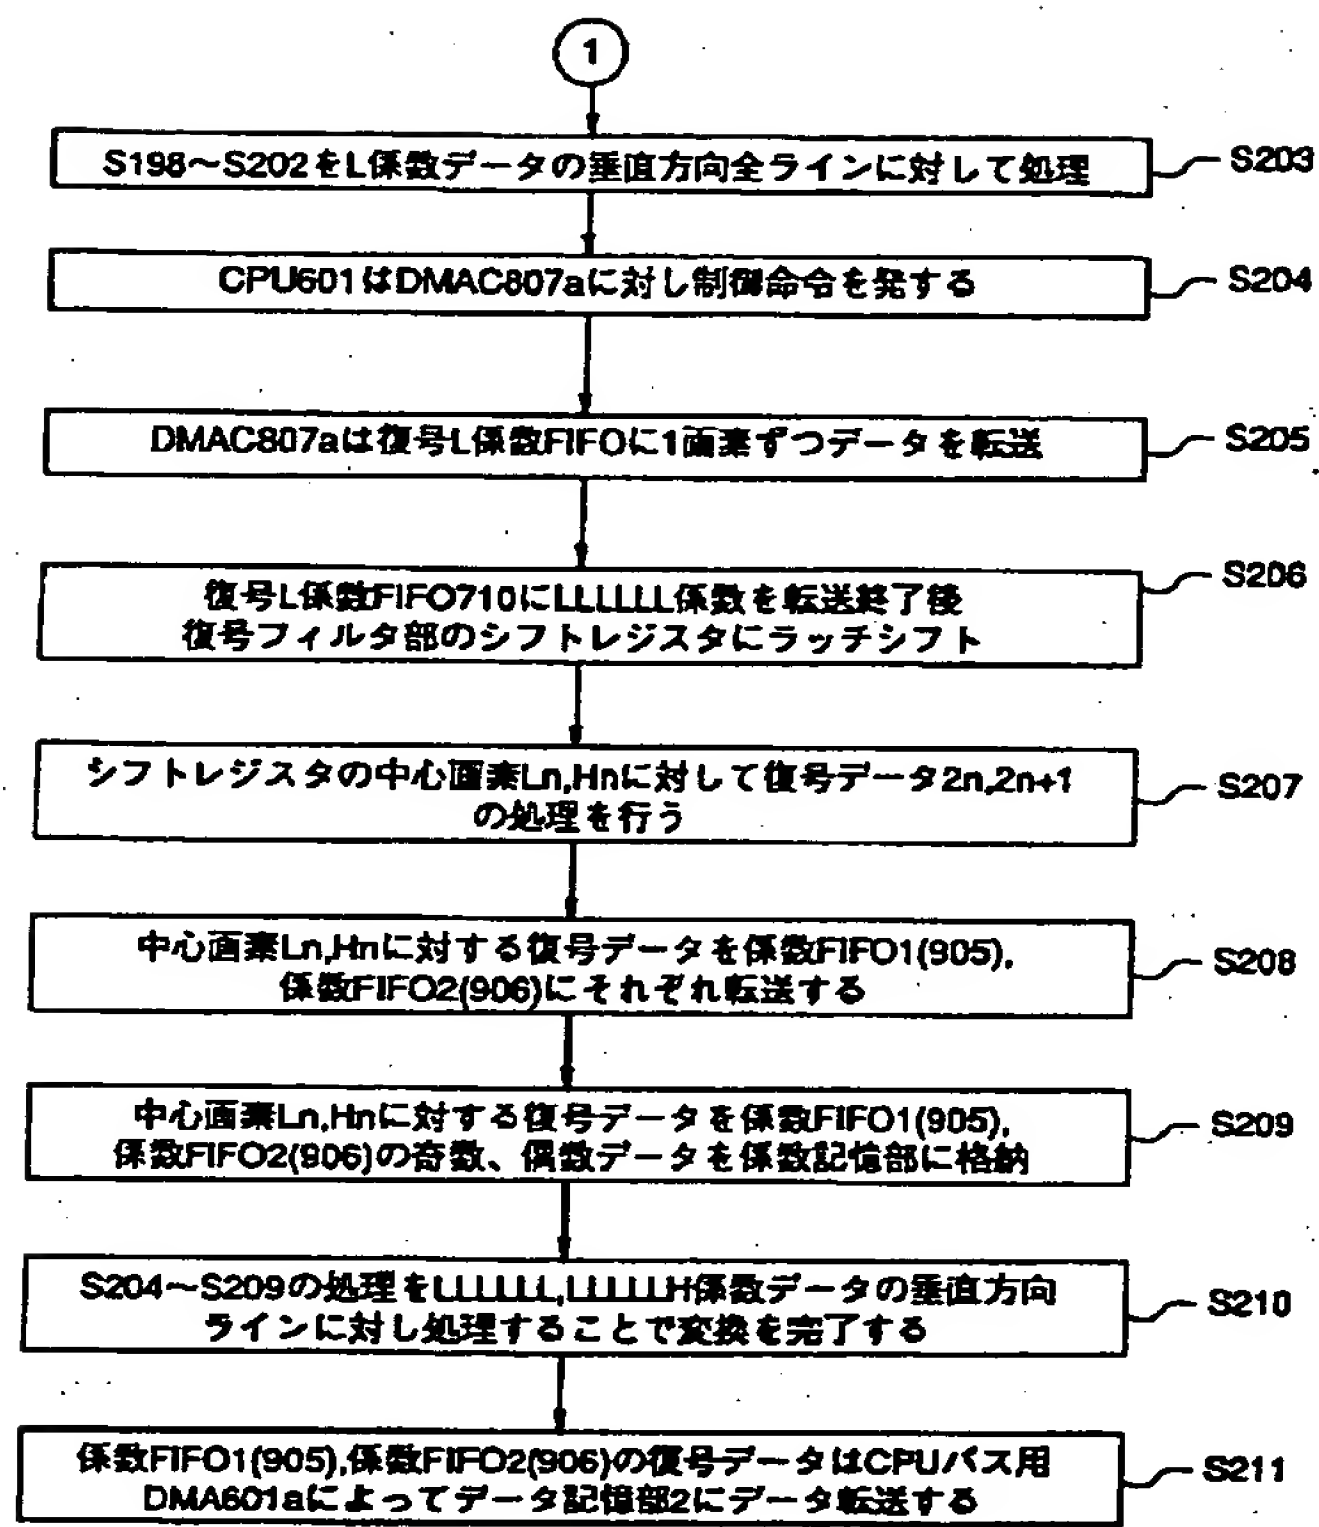 1
S198～S202をL係数データの垂直方向全ラインに対して処理
S203
CPU601はDMAC807aに対し制御命令を発する
S204
DMAC807aは復号L係数FIFOに1画素ずつデータを転送
S205
復号L係数FIFO710にLLLLLL係数を転送終了後
復号フィルタ部のシフトレジスタにラッチシフト
S206
シフトレジスタの中心画素Ln,Hnに対して復号データ2n,2n+1
の処理を行う
S207
中心画素Ln,Hnに対する復号データを係数FIFO1(905),
係数FIFO2(906)にそれぞれ転送する
S208
中心画素Ln,Hnに対する復号データを係数FIFO1(905),
係数FIFO2(906)の奇数、偶数データを係数記憶部に格納
S209
S204～S209の処理をLLLLLL,LLLLLH係数データの垂直方向
ラインに対し処理することで変換を完了する
S210
係数FIFO1(905),係数FIFO2(906)の復号データはCPUバス用
DMA601aによってデータ記憶部2にデータ転送する
S211